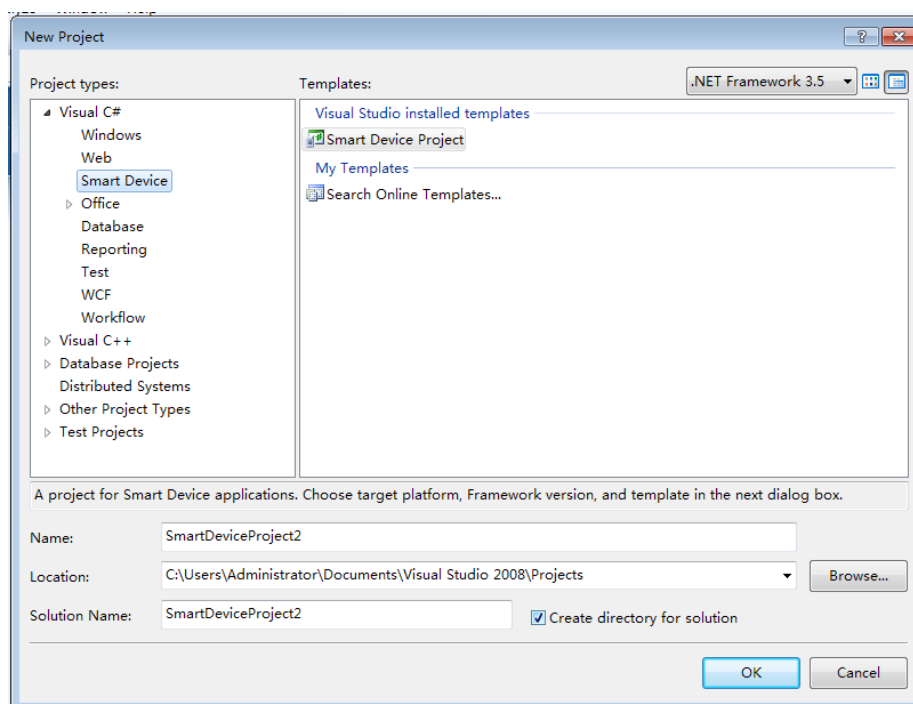 New Project
Project types:
Templates:
.NET Framework 3.5
Visual C#
Windows
Web
Smart Device
Office
Database
Reporting
Test
WCF
Workflow
Visual C++
Database Projects
Distributed Systems
Other Project Types
Test Projects
Visual Studio installed templates
Smart Device Project
My Templates
Search Online Templates...
A project for Smart Device applications. Choose target platform, Framework version, and template in the next dialog box.
Name:
SmartDeviceProject2
Location:
C:\Users\Administrator\Documents\Visual Studio 2008\Projects
Browse...
Solution Name:
SmartDeviceProject2
Create directory for solution
OK
Cancel